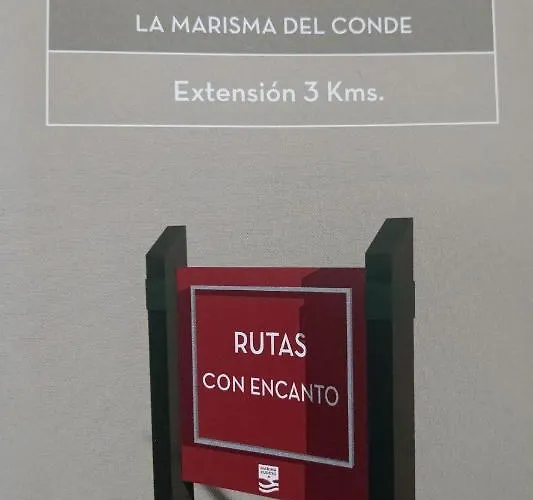 LA MARISMA DEL CONDE
Extensión 3 Kms.
RUTAS
CON ENCANTO